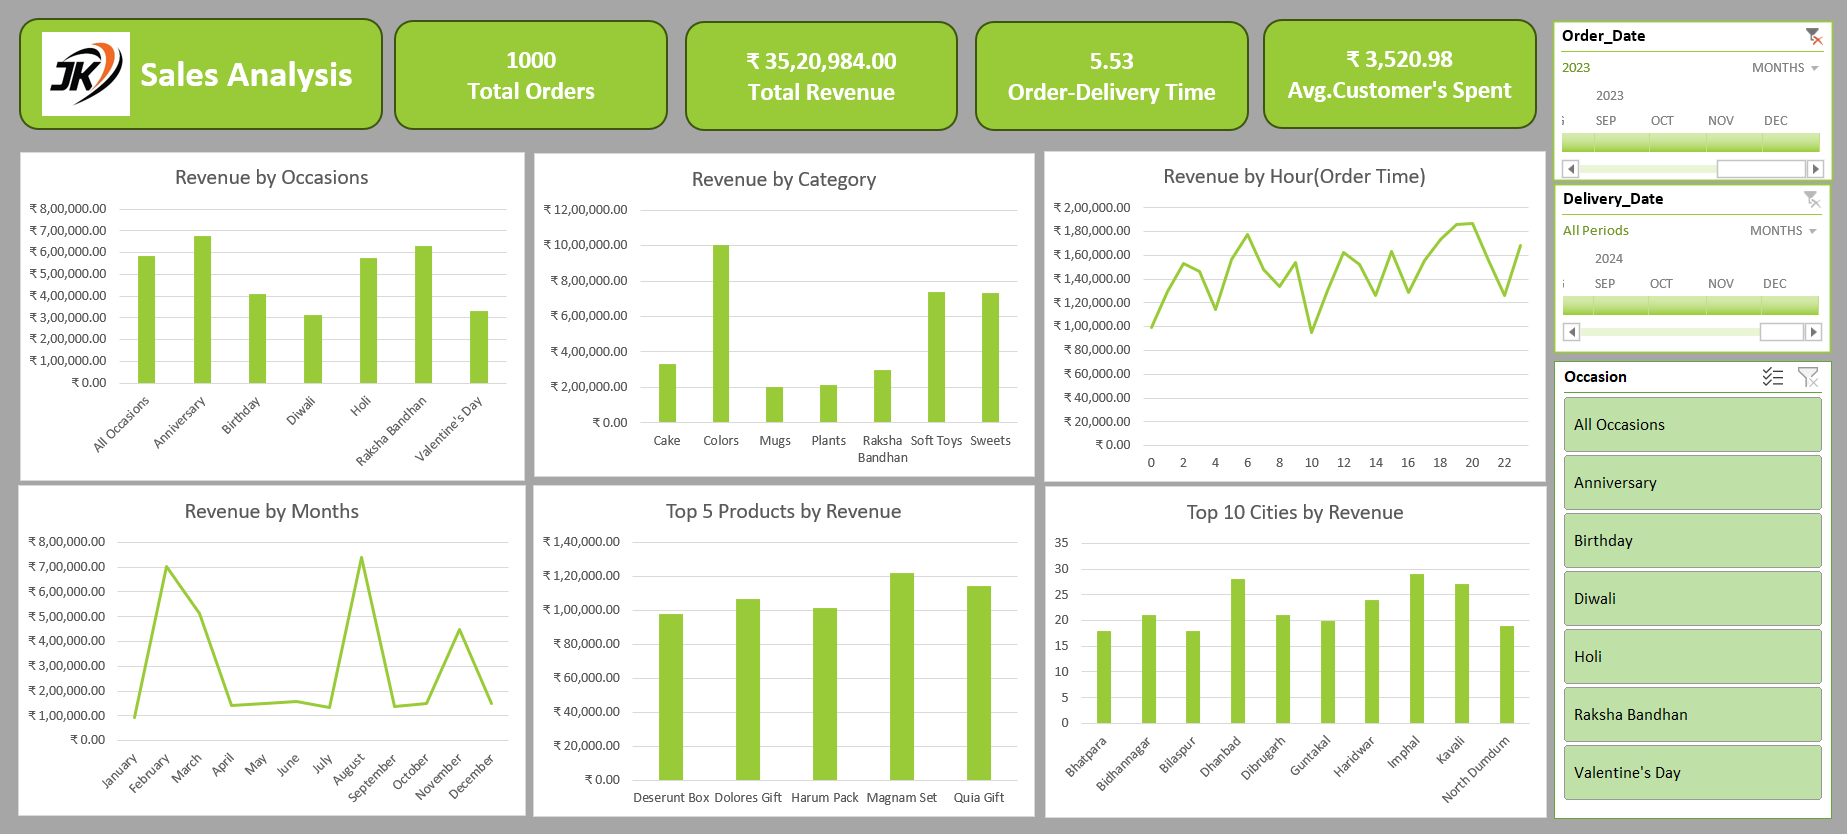 JK
Sales Analysis
1000
Total Orders
₹ 35,20,984.00
Total Revenue
5.53
Order-Delivery Time
₹ 3,520.98
Avg.Customer's Spent
Order_Date
2023
MONTHS
2023
SEP OCT NOV DEC
Delivery_Date
All Periods
MONTHS
2024
SEP OCT NOV DEC
Occasion
All Occasions
Anniversary
Birthday
Diwali
Holi
Raksha Bandhan
Valentine's Day
Revenue by Occasions
₹ 8,00,000.00
₹ 7,00,000.00
₹ 6,00,000.00
₹ 5,00,000.00
₹ 4,00,000.00
₹ 3,00,000.00
₹ 2,00,000.00
₹ 1,00,000.00
₹ 0.00
All Occasions
Anniversary
Birthday
Diwali
Holi
Raksha Bandhan
Valentine's Day
Revenue by Category
₹ 12,00,000.00
₹ 10,00,000.00
₹ 8,00,000.00
₹ 6,00,000.00
₹ 4,00,000.00
₹ 2,00,000.00
₹ 0.00
Cake Colors Mugs Plants Raksha Soft Toys Sweets
Bandhan
Revenue by Hour(Order Time)
₹ 2,00,000.00
₹ 1,80,000.00
₹ 1,60,000.00
₹ 1,40,000.00
₹ 1,20,000.00
₹ 1,00,000.00
₹ 80,000.00
₹ 60,000.00
₹ 40,000.00
₹ 20,000.00
₹ 0.00
0 2 4 6 8 10 12 14 16 18 20 22
Revenue by Months
₹ 8,00,000.00
₹ 7,00,000.00
₹ 6,00,000.00
₹ 5,00,000.00
₹ 4,00,000.00
₹ 3,00,000.00
₹ 2,00,000.00
₹ 1,00,000.00
₹ 0.00
January
February
March
April
May
June
July
August
September
October
November
December
Top 5 Products by Revenue
₹ 1,40,000.00
₹ 1,20,000.00
₹ 1,00,000.00
₹ 80,000.00
₹ 60,000.00
₹ 40,000.00
₹ 20,000.00
₹ 0.00
Deserunt Box Dolores Gift Harum Pack Magnam Set Quia Gift
Top 10 Cities by Revenue
35
30
25
20
15
10
5
0
Bhatpara
Bidhannagar
Bilaspur
Dhanbad
Dibrugarh
Guntakal
Haridwar
Imphal
Kavali
North Dumdum